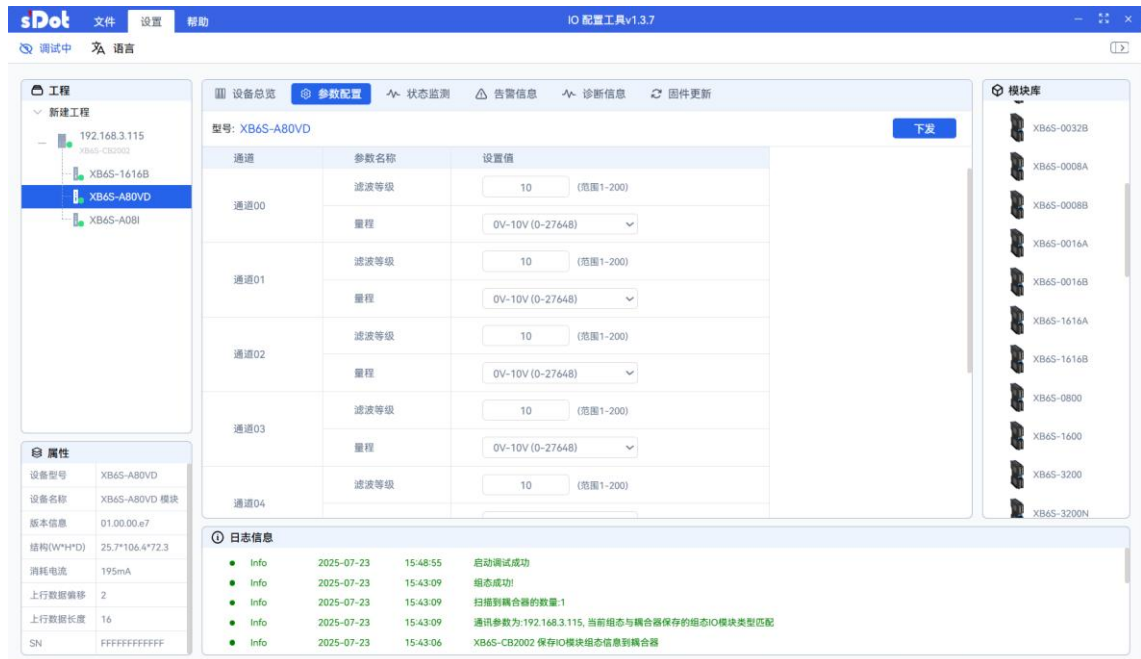 sDot 文件 设置 帮助 IO 配置工具v1.3.7
调试中 语言
工程
新建工程
192.168.3.115
XB6S-CB2002
XB6S-1616B
XB6S-A80VD
XB6S-A08I
属性
设备型号 XB6S-A80VD
设备名称 XB6S-A80VD 模块
版本信息 01.00.00.e7
结构(W*H*D) 25.7*106.4*72.3
消耗电流 195mA
上行数据偏移 2
上行数据长度 16
SN FFFFFFFFFFFF
设备总览 参数配置 状态监测 告警信息 诊断信息 固件更新
型号: XB6S-A80VD 下发
通道 参数名称 设置值
通道00
滤波等级 10 (范围1-200)
量程 0V-10V (0-27648)
通道01
滤波等级 10 (范围1-200)
量程 0V-10V (0-27648)
通道02
滤波等级 10 (范围1-200)
量程 0V-10V (0-27648)
通道03
滤波等级 10 (范围1-200)
量程 0V-10V (0-27648)
通道04
滤波等级 10 (范围1-200)
日志信息
Info 2025-07-23 15:48:55 启动调试成功
Info 2025-07-23 15:43:09 组态成功!
Info 2025-07-23 15:43:09 扫描到耦合器的数量:1
Info 2025-07-23 15:43:09 通讯参数为:192.168.3.115, 当前组态与耦合器保存的组态IO模块类型匹配
Info 2025-07-23 15:43:06 XB6S-CB2002 保存IO模块组态信息到耦合器
模块库
XB6S-0032B
XB6S-0008A
XB6S-0008B
XB6S-0016A
XB6S-0016B
XB6S-1616A
XB6S-1616B
XB6S-0800
XB6S-1600
XB6S-3200
XB6S-3200N